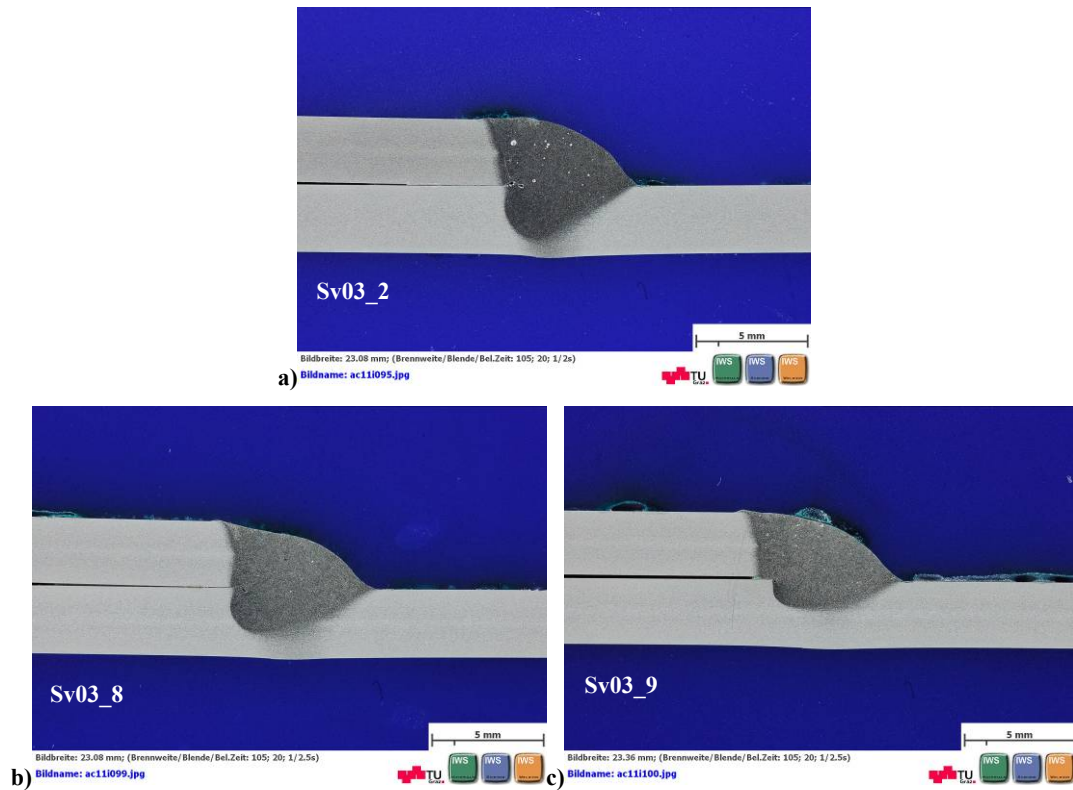 Sv03_2
5 mm
Bildbreite: 23.08 mm; (Brennweite/Blende/Bel.Zeit: 105; 20; 1/2s)
a) Bildname: ac11i095.jpg
TU
Graz
IWS
IWS
IWS
Sv03_8
5 mm
Bildbreite: 23.08 mm; (Brennweite/Blende/Bel.Zeit: 105; 20; 1/2.5s)
b) Bildname: ac11i099.jpg
TU
Graz
IWS
IWS
IWS
Sv03_9
5 mm
Bildbreite: 23.36 mm; (Brennweite/Blende/Bel.Zeit: 105; 20; 1/2.5s)
c) Bildname: ac11i100.jpg
TU
Graz
IWS
IWS
IWS